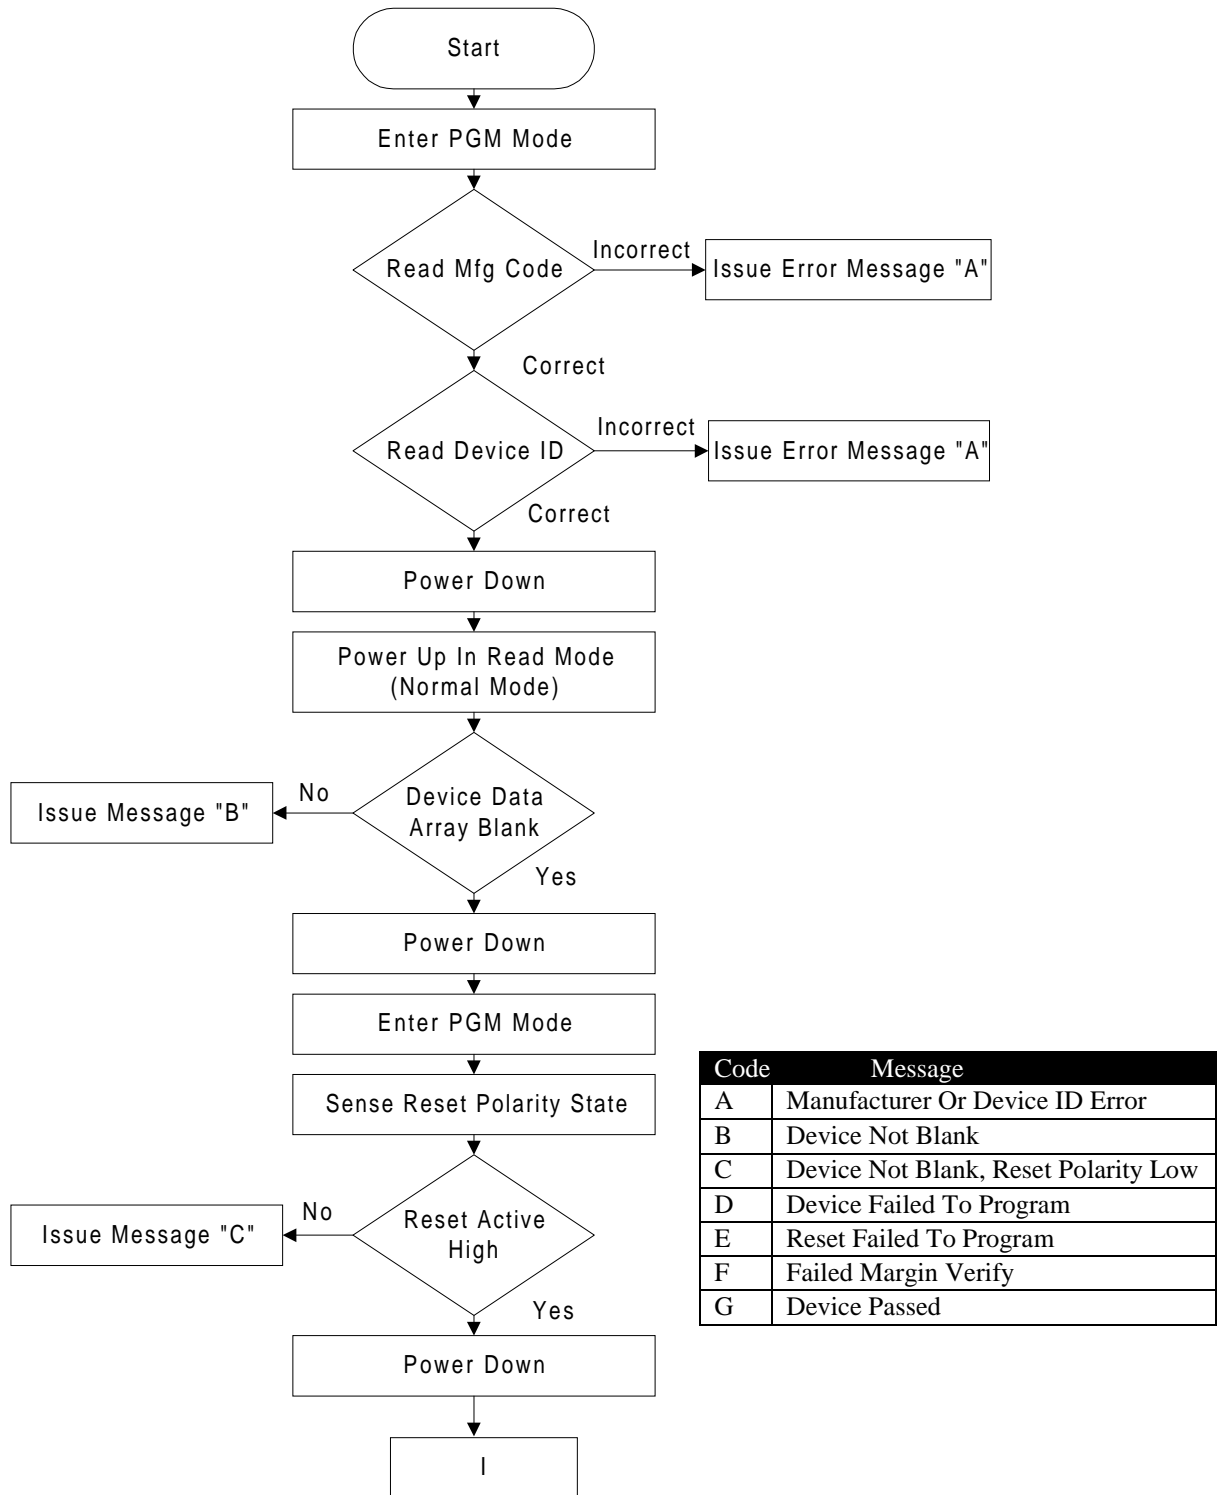 Start
Enter PGM Mode
Read Mfg Code
Incorrect
Issue Error Message "A"
Correct
Read Device ID
Incorrect
Issue Error Message "A"
Correct
Power Down
Power Up In Read Mode
(Normal Mode)
Device Data
Array Blank
No
Issue Message "B"
Yes
Power Down
Enter PGM Mode
Sense Reset Polarity State
Reset Active
High
No
Issue Message "C"
Yes
Power Down
I
Code Message
A Manufacturer Or Device ID Error
B Device Not Blank
C Device Not Blank, Reset Polarity Low
D Device Failed To Program
E Reset Failed To Program
F Failed Margin Verify
G Device Passed